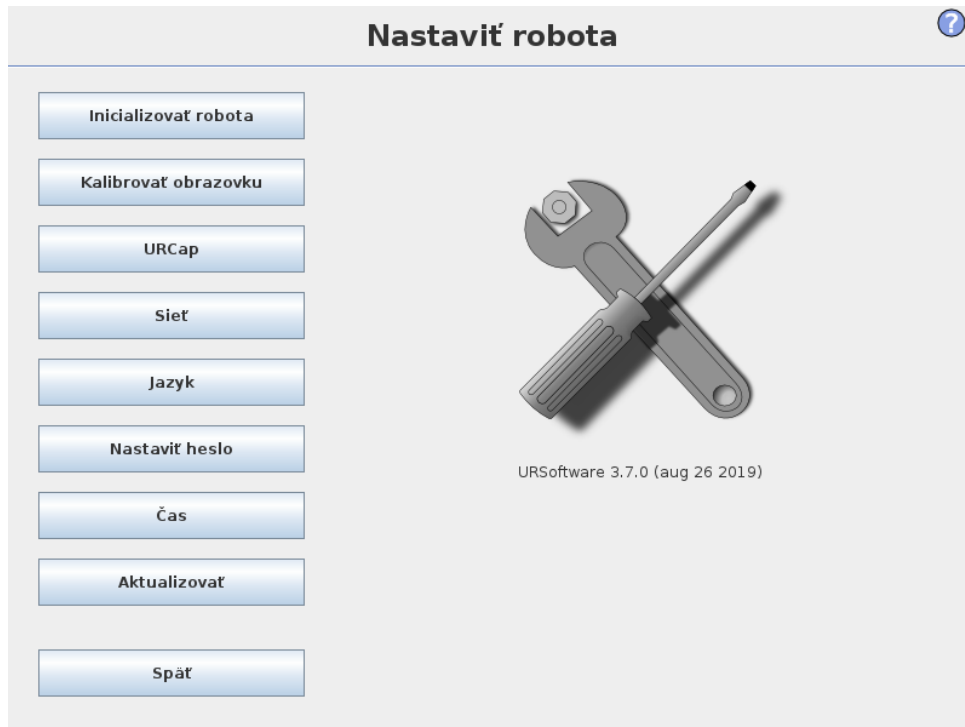 Nastaviť robota
?
Inicializovať robota
Kalibrovať obrazovku
URCap
Sieť
Jazyk
Nastaviť heslo
Čas
Aktualizovať
Späť
URSoftware 3.7.0 (aug 26 2019)